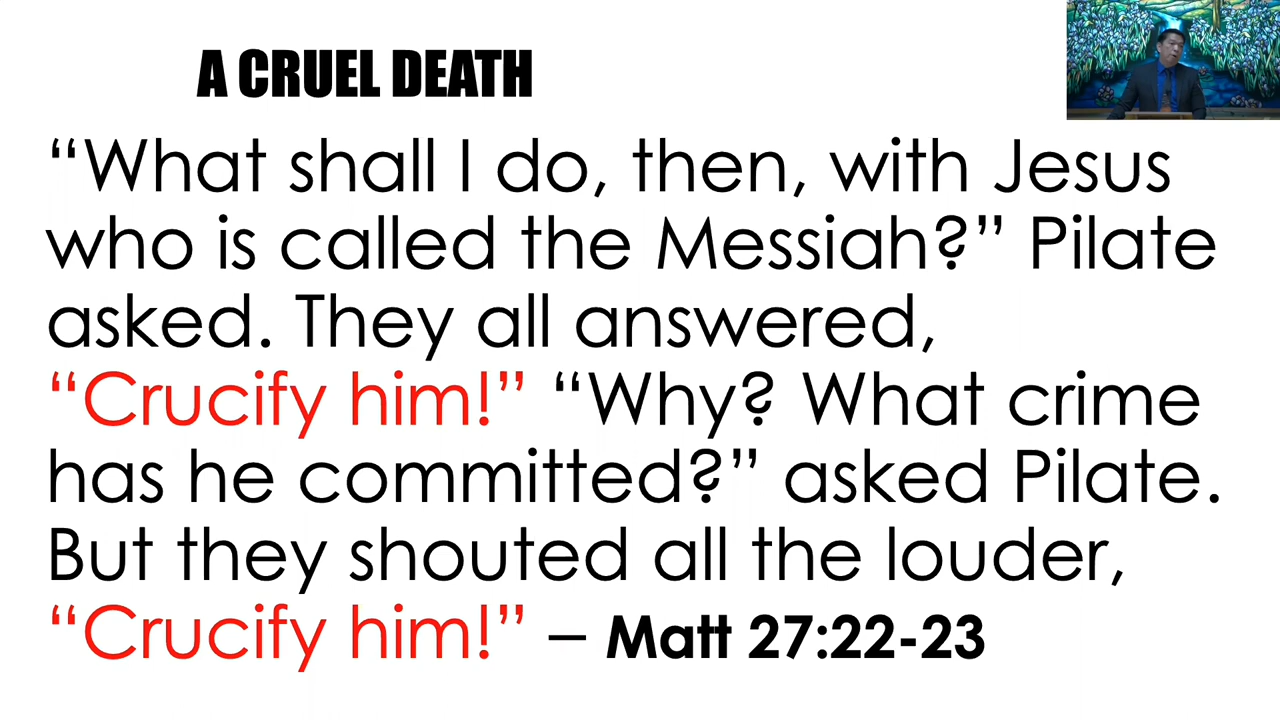 A CRUEL DEATH
“What shall I do, then, with Jesus
who is called the Messiah?” Pilate
asked. They all answered,
“Crucify him!” “Why? What crime
has he committed?” asked Pilate.
But they shouted all the louder,
“Crucify him!” – Matt 27:22-23